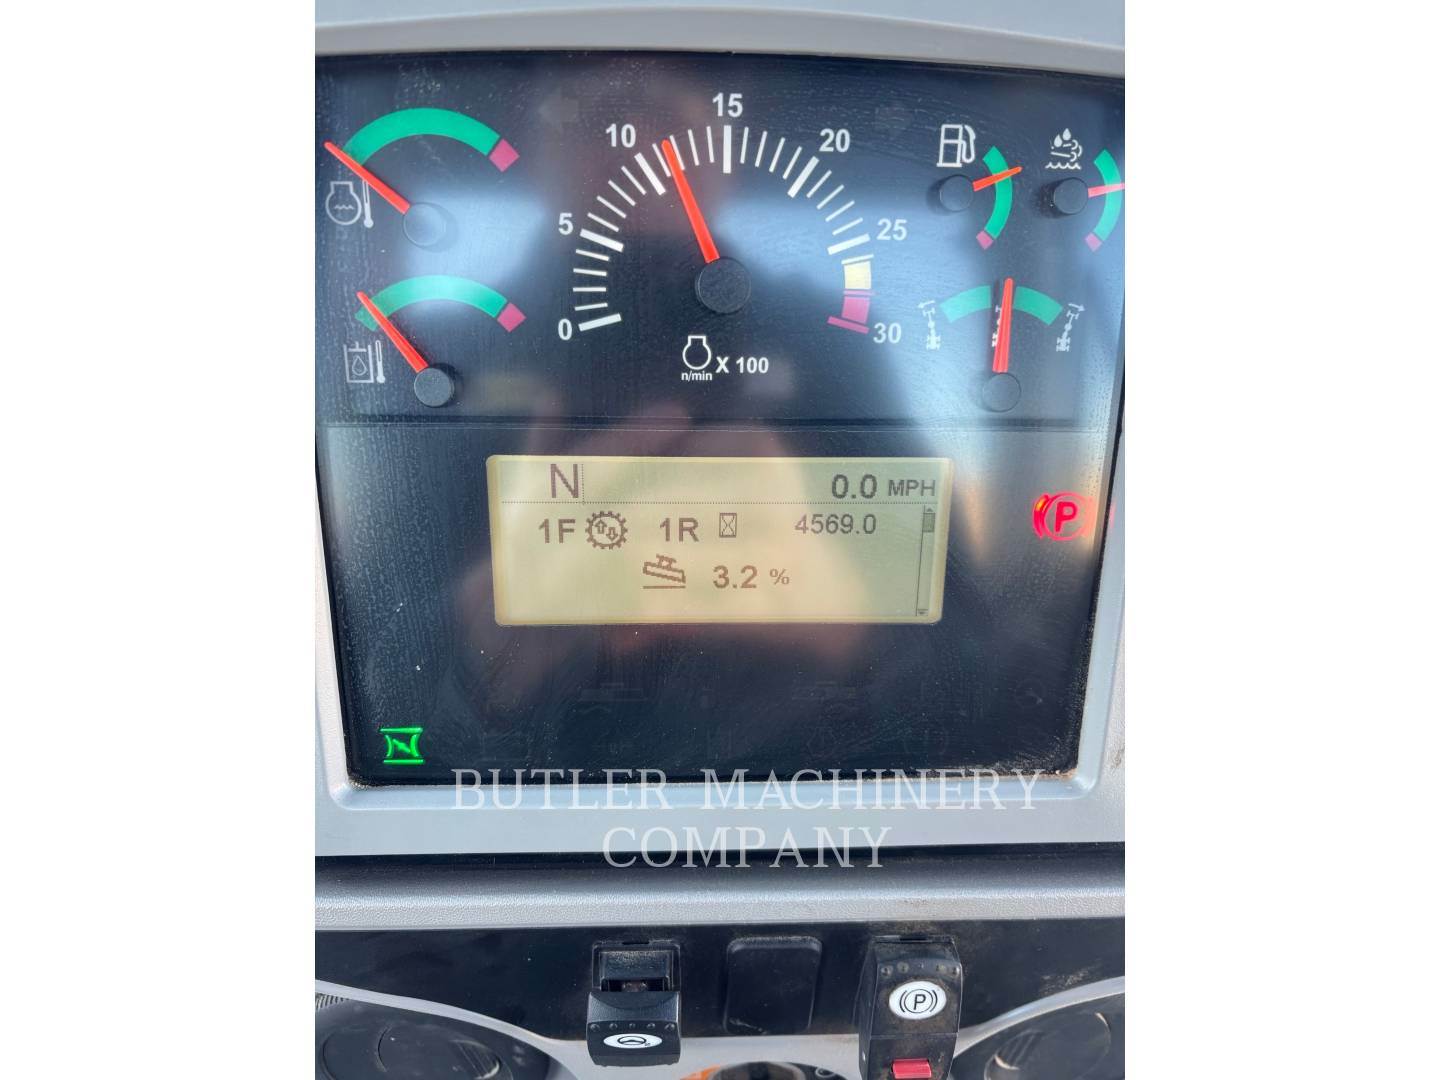 15
10
20
5
25
0
30
X 100
n/min
N
0.0 MPH
1F 1R 4569.0
3.2 %
P
BUTLER MACHINERY
COMPANY
P